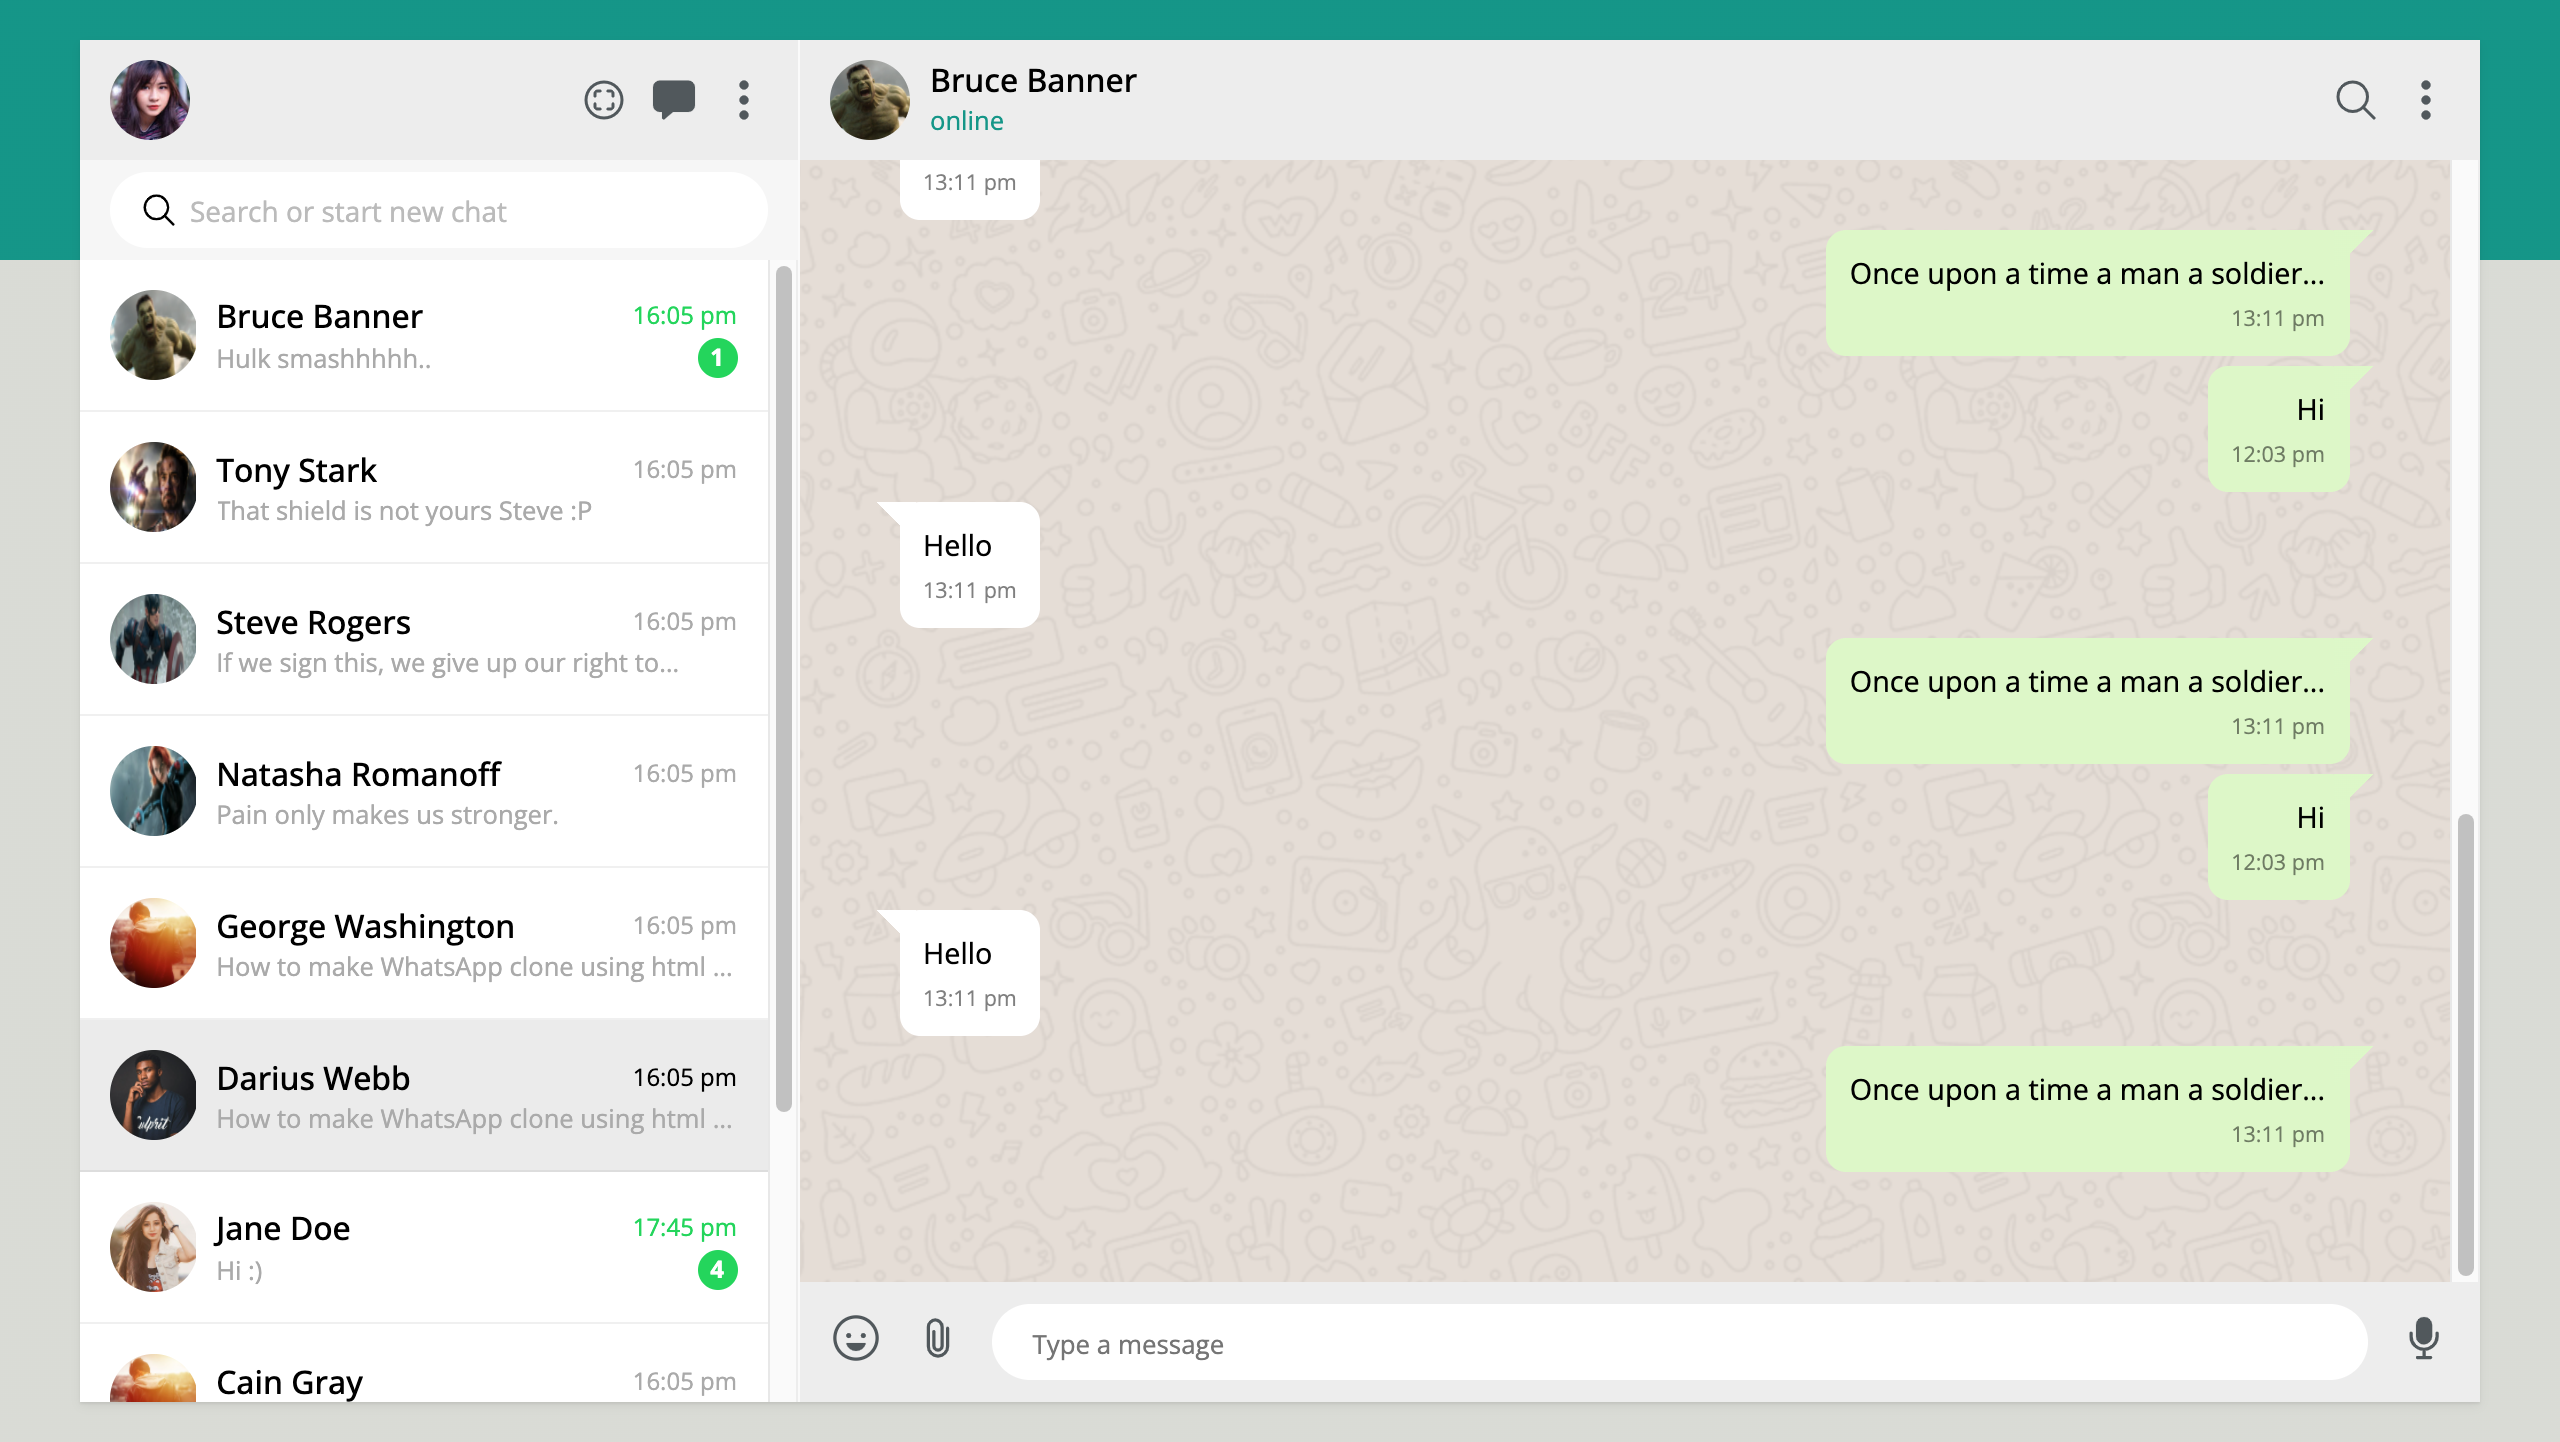 Search or start new chat
Bruce Banner
16:05 pm
Hulk smashhhhh..
1
Tony Stark
16:05 pm
That shield is not yours Steve :P
Steve Rogers
16:05 pm
If we sign this, we give up our right to...
Natasha Romanoff
16:05 pm
Pain only makes us stronger.
George Washington
16:05 pm
How to make WhatsApp clone using html ...
Darius Webb
16:05 pm
How to make WhatsApp clone using html ...
Jane Doe
17:45 pm
Hi :)
4
Cain Gray
16:05 pm
Bruce Banner
online
13:11 pm
Once upon a time a man a soldier...
13:11 pm
Hi
12:03 pm
Hello
13:11 pm
Once upon a time a man a soldier...
13:11 pm
Hi
12:03 pm
Hello
13:11 pm
Once upon a time a man a soldier...
13:11 pm
Type a message